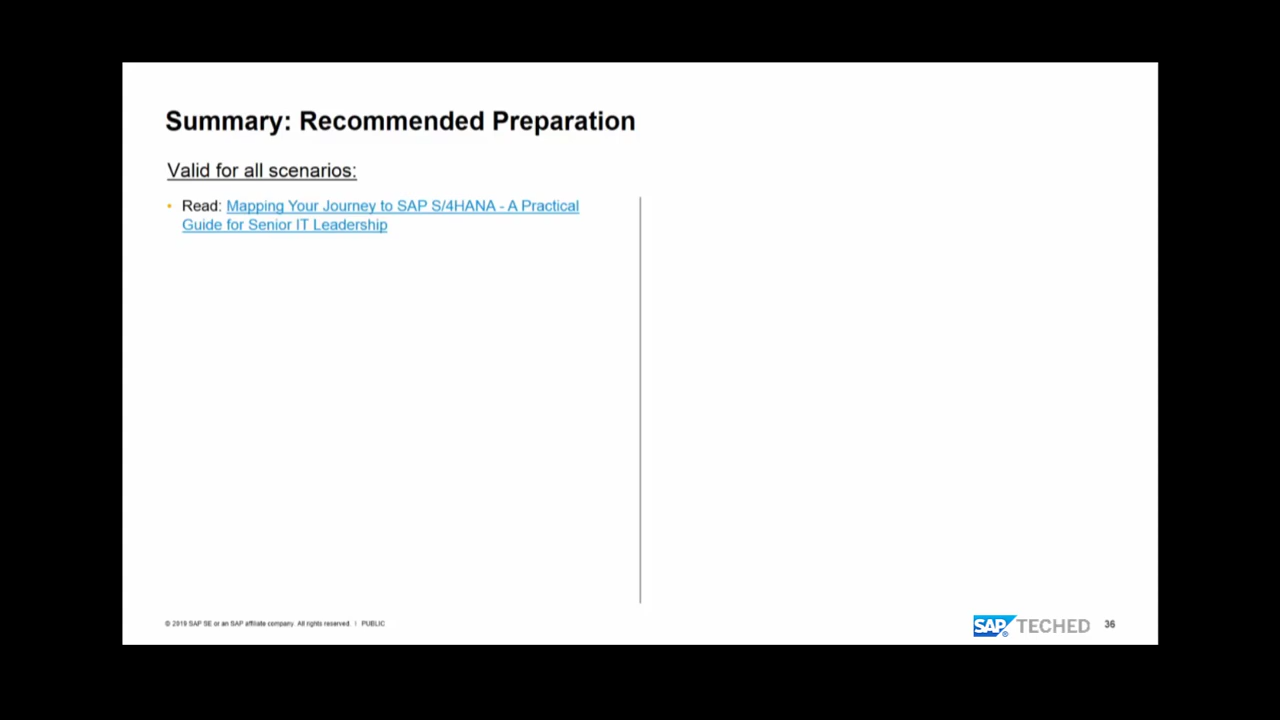 Summary: Recommended Preparation
Valid for all scenarios:
• Read: Mapping Your Journey to SAP S/4HANA - A Practical
Guide for Senior IT Leadership
© 2019 SAP SE or an SAP affiliate company. All rights reserved. | PUBLIC
SAP® TECHED 36